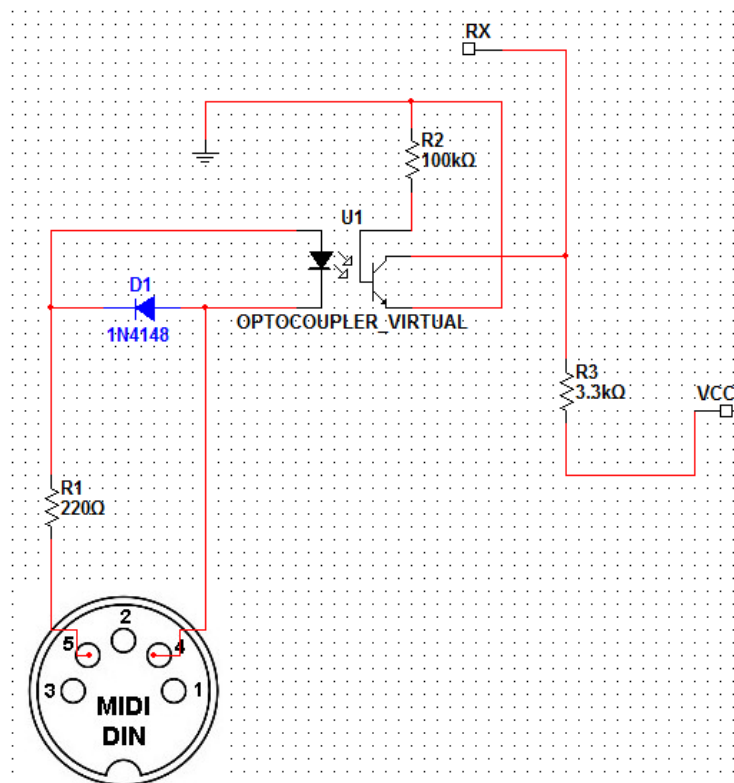 RX
R2
100kΩ
U1
D1
1N4148
OPTOCOUPLER_VIRTUAL
R3
3.3kΩ
VCC
R1
220Ω
2
5
4
3
1
MIDI
DIN